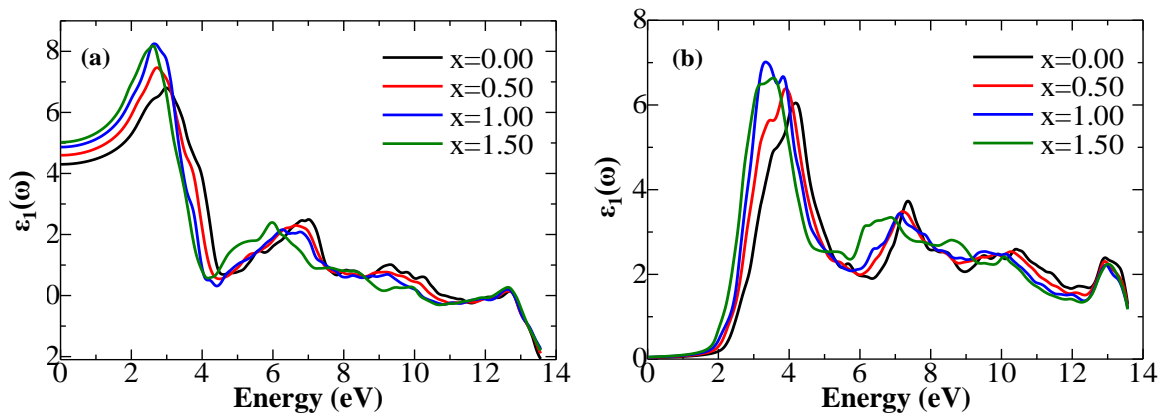 (a)
x=0.00
x=0.50
x=1.00
x=1.50
8
6
4
2
0
2
ε₁(ω)
0 2 4 6 8 10 12 14
Energy (eV)
(b)
x=0.00
x=0.50
x=1.00
x=1.50
8
6
4
2
0
ε₁(ω)
0 2 4 6 8 10 12 14
Energy (eV)